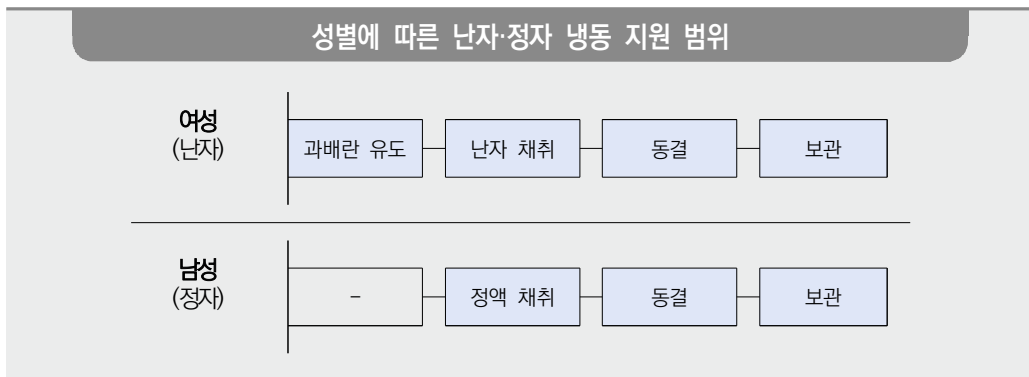 성별에 따른 난자·정자 냉동 지원 범위
여성
(난자)
과배란 유도
난자 채취
동결
보관
남성
(정자)
-
정액 채취
동결
보관